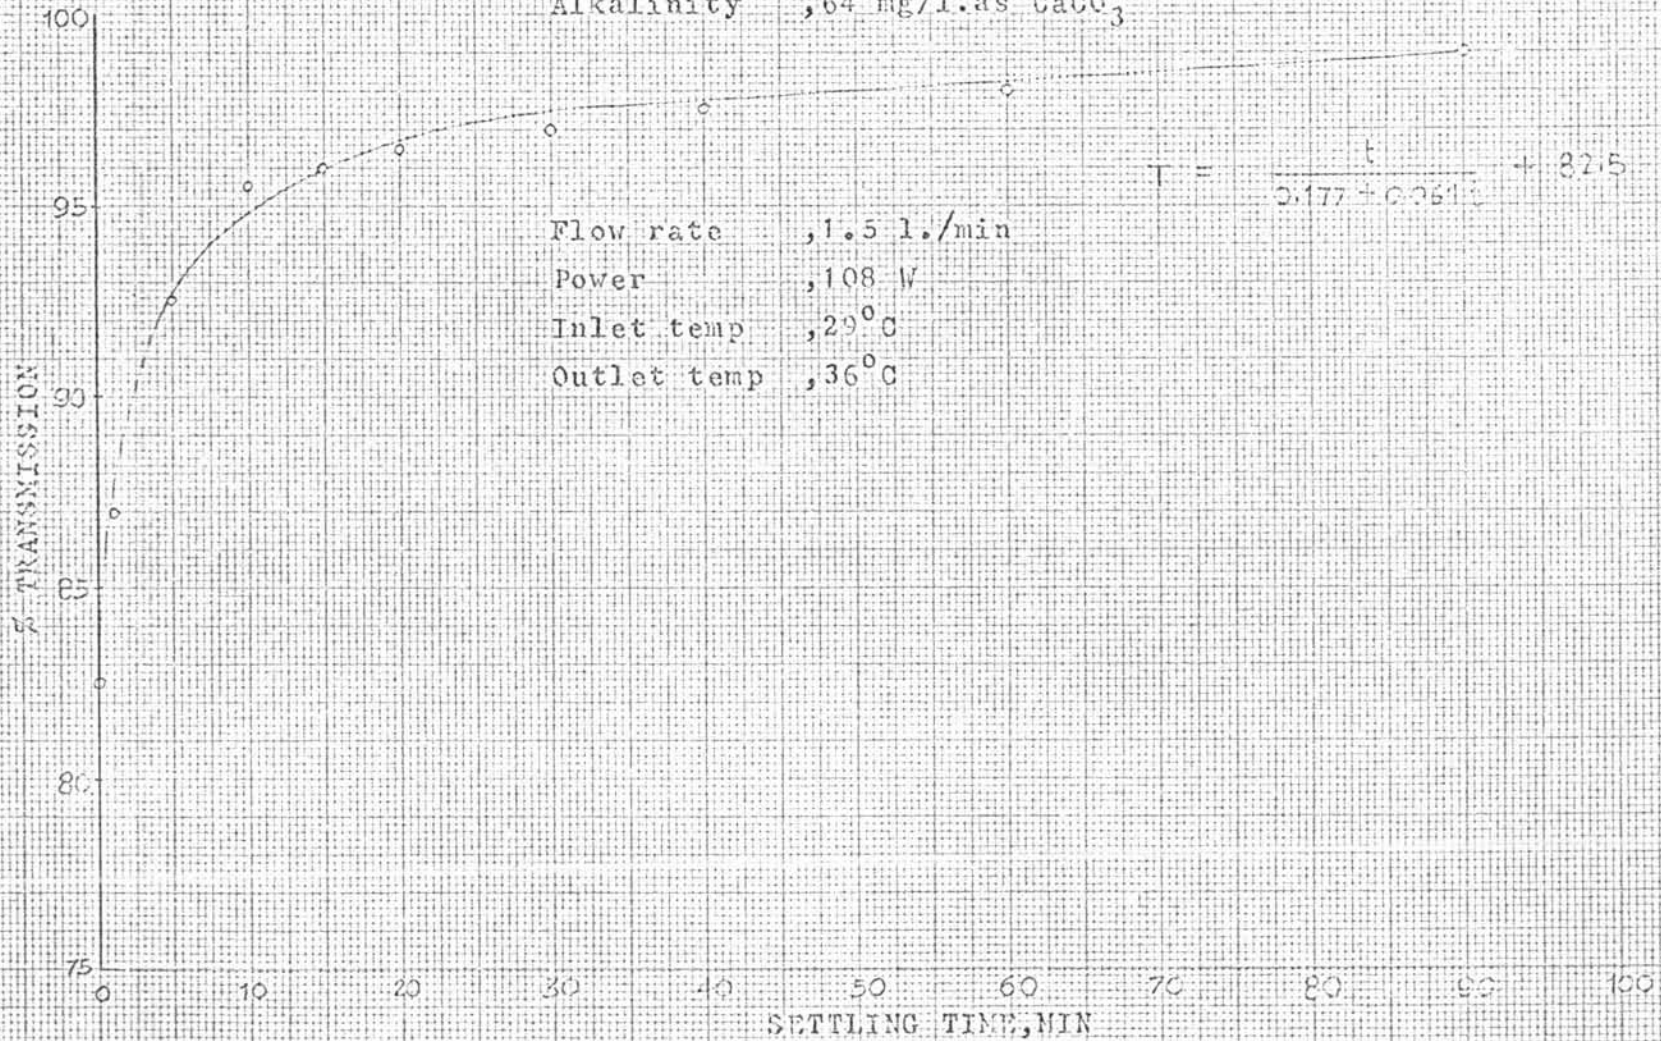 Alkalinity ,64 mg/l.as CaCO3
100
95
90
85
80
75
% TRANSMISSION
T = t / 0.177 + 0.061t + 82.5
Flow rate ,1.5 l./min
Power ,108 W
Inlet temp ,29°C
Outlet temp ,36°C
0 10 20 30 40 50 60 70 80 90 100
SETTLING TIME,MIN